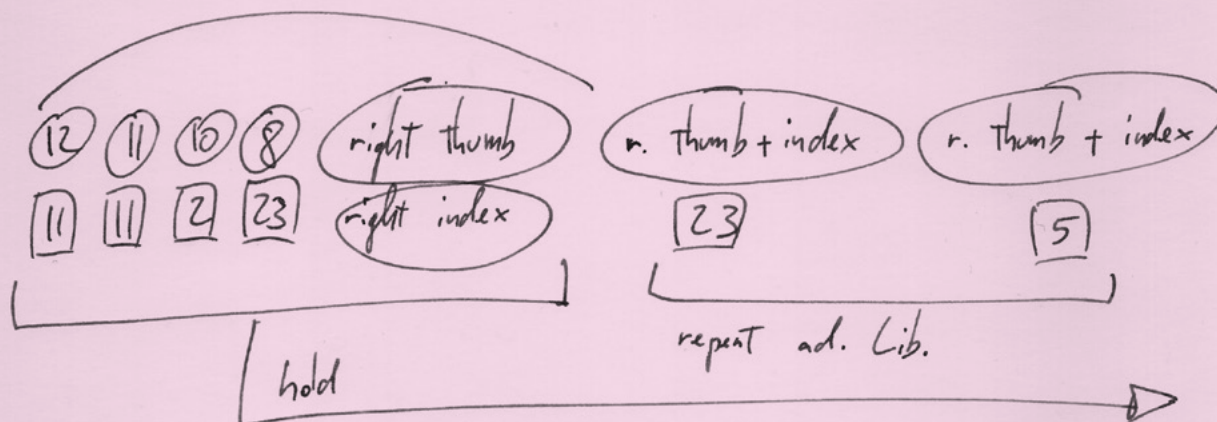 12 11 10 8 right thumb r. thumb + index r. thumb + index
11 11 2 23 right index 23 5
repeat ad. Lib.
hold